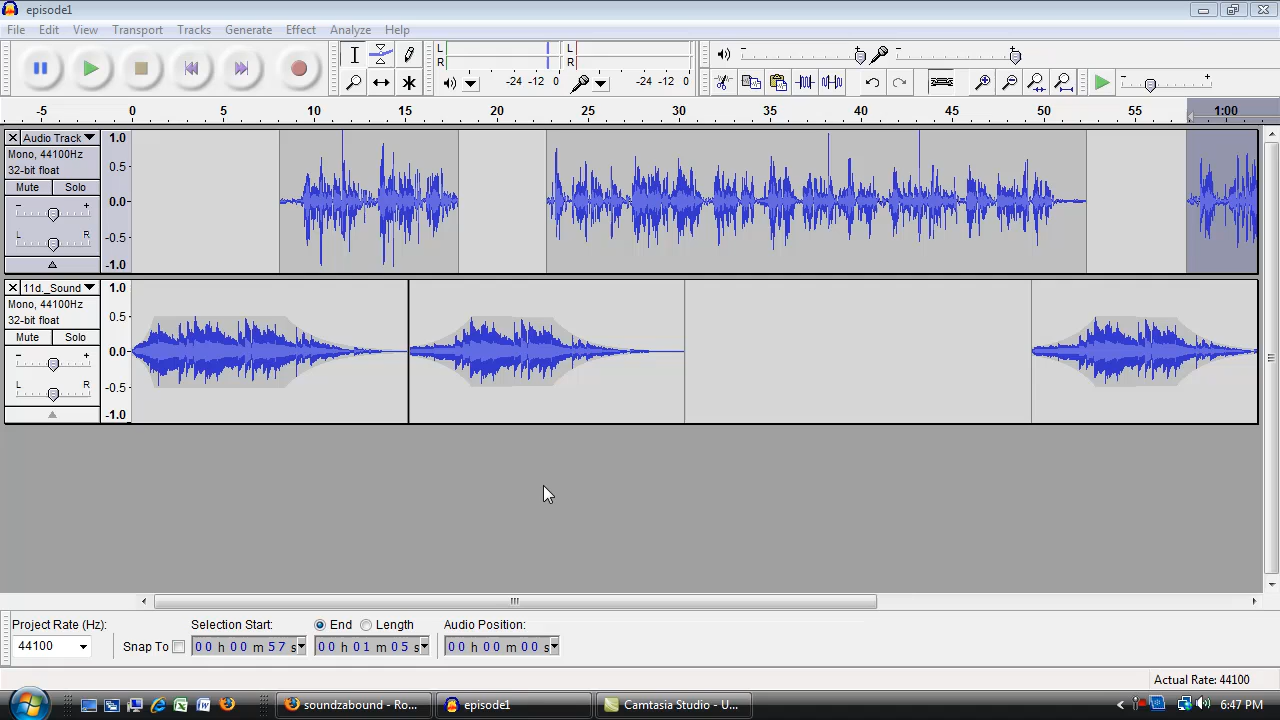 episode1
File Edit View Transport Tracks Generate Effect Analyze Help
L
R
-24 -12 0
L
R
-24 -12 0
-5 0 5 10 15 20 25 30 35 40 45 50 55 1:00
Audio Track
Mono, 44100Hz
32-bit float
Mute Solo
- +
L R
1.0
0.5
0.0
-0.5
-1.0
11d._Sound
Mono, 44100Hz
32-bit float
Mute Solo
- +
L R
1.0
0.5
0.0
-0.5
-1.0
Project Rate (Hz): Selection Start: End Length Audio Position:
44100 Snap To 00 h 00 m 57 s 00 h 01 m 05 s 00 h 00 m 00 s
Actual Rate: 44100
soundzabound - Ro... episode1 Camtasia Studio - U... 6:47 PM